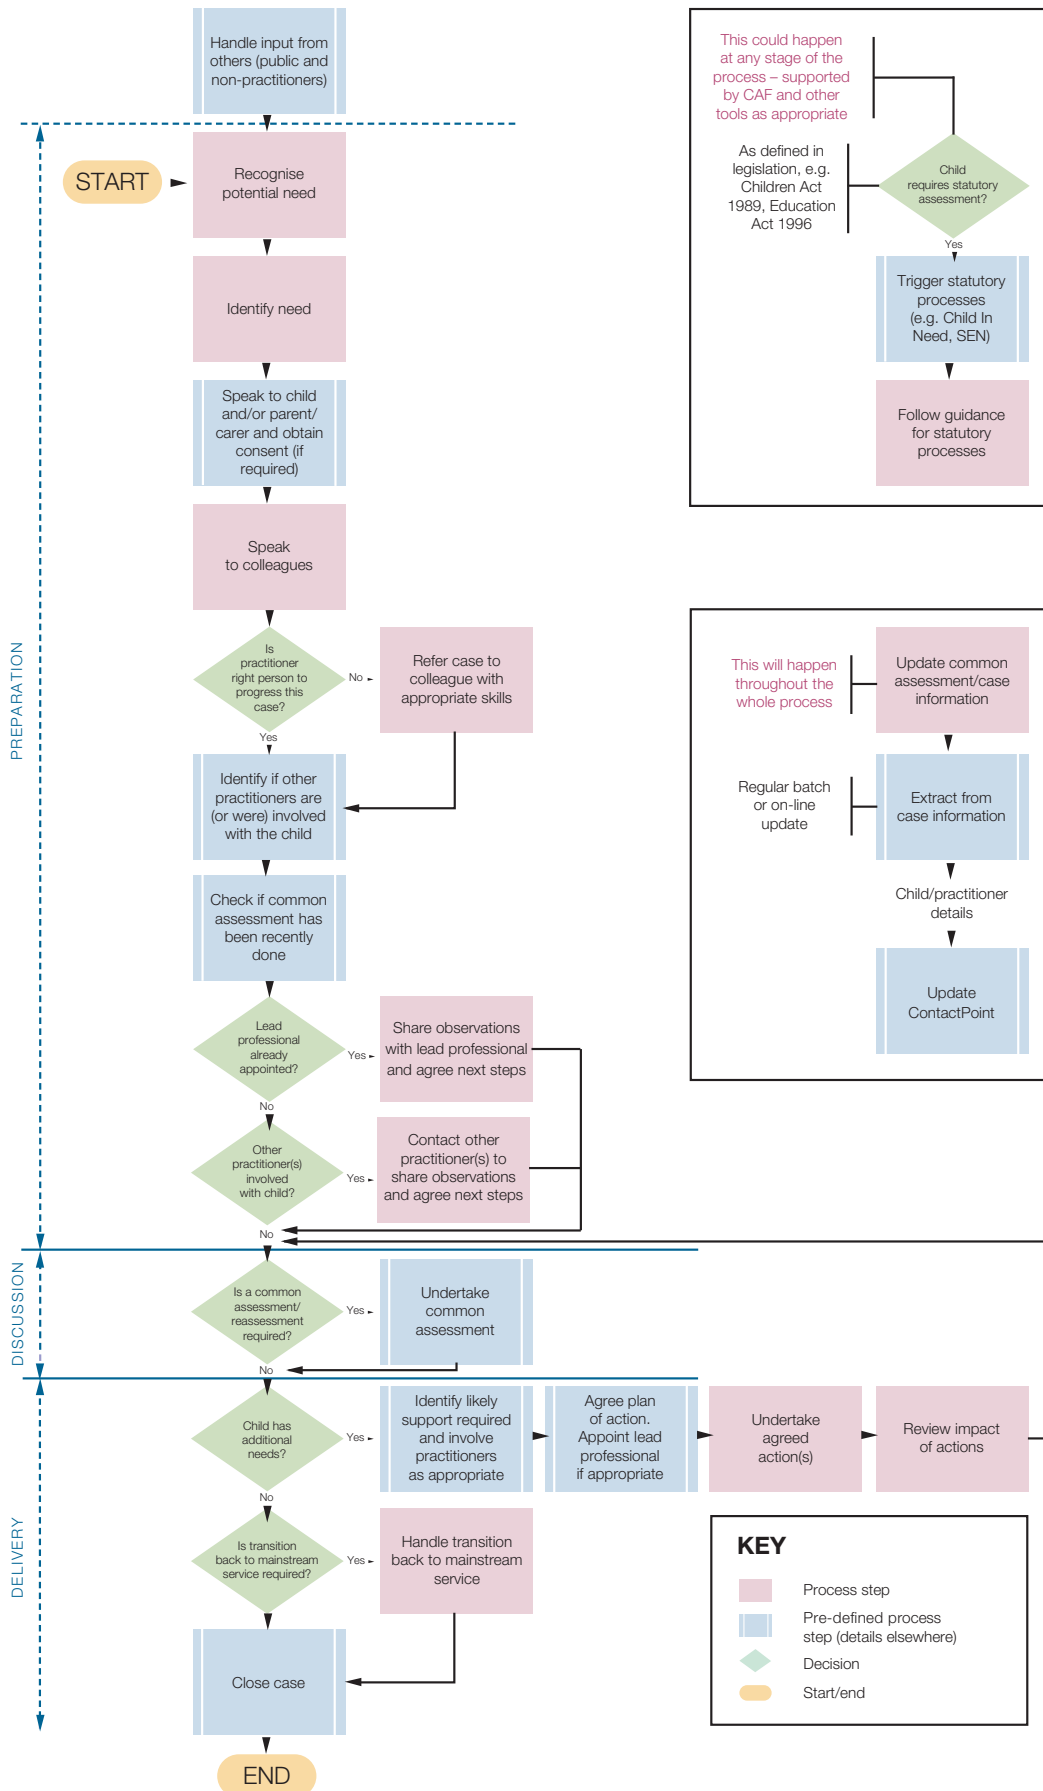 Handle input from
others (public and
non-practitioners)
START
Recognise
potential need
Identify need
Speak to child
and/or parent/
carer and obtain
consent (if
required)
Speak
to colleagues
Is
practitioner
right person to
progress this
case?
No
Refer case to
colleague with
appropriate skills
Yes
Identify if other
practitioners are
(or were) involved
with the child
Check if common
assessment has
been recently
done
Lead
professional
already
appointed?
Yes
Share observations
with lead professional
and agree next steps
No
Other
practitioner(s)
involved
with child?
Yes
Contact other
practitioner(s) to
share observations
and agree next steps
No
PREPARATION
Is a common
assessment/
reassessment
required?
Yes
Undertake
common
assessment
No
DISCUSSION
Child has
additional
needs?
Yes
Identify likely
support required
and involve
practitioners
as appropriate
Agree plan
of action.
Appoint lead
professional
if appropriate
Undertake
agreed
action(s)
Review impact
of actions
No
Is transition
back to mainstream
service required?
Yes
Handle transition
back to mainstream
service
Close case
DELIVERY
END
This could happen
at any stage of the
process – supported
by CAF and other
tools as appropriate
As defined in
legislation, e.g.
Children Act
1989, Education
Act 1996
Child
requires statutory
assessment?
Yes
Trigger statutory
processes
(e.g. Child In
Need, SEN)
Follow guidance
for statutory
processes
This will happen
throughout the
whole process
Update common
assessment/case
information
Regular batch
or on-line
update
Extract from
case information
Child/practitioner
details
Update
ContactPoint
KEY
Process step
Pre-defined process
step (details elsewhere)
Decision
Start/end